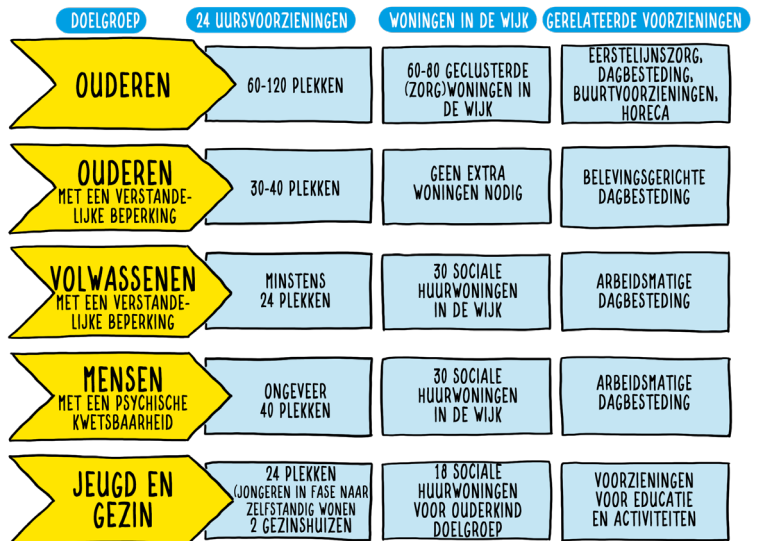 DOELGROEP
24 UURSVOORZIENINGEN
WONINGEN IN DE WIJK
GERELATEERDE VOORZIENINGEN
OUDEREN
60-120 PLEKKEN
60-80 GECLUSTERDE
(ZORG)WONINGEN IN
DE WIJK
EERSTELIJNSZORG,
DAGBESTEDING,
BUURTVOORZIENINGEN,
HORECA
OUDEREN
MET EEN VERSTANDE-
LIJKE BEPERKING
30-40 PLEKKEN
GEEN EXTRA
WONINGEN NODIG
BELEVINGSGERICHTE
DAGBESTEDING
VOLWASSENEN
MET EEN VERSTANDE-
LIJKE BEPERKING
MINSTENS
24 PLEKKEN
30 SOCIALE
HUURWONINGEN
IN DE WIJK
ARBEIDSMATIGE
DAGBESTEDING
MENSEN
MET EEN PSYCHISCHE
KWETSBAARHEID
ONGEVEER
40 PLEKKEN
30 SOCIALE
HUURWONINGEN
IN DE WIJK
ARBEIDSMATIGE
DAGBESTEDING
JEUGD EN
GEZIN
24 PLEKKEN
(JONGEREN IN FASE NAAR
ZELFSTANDIG WONEN
2 GEZINSHUIZEN
18 SOCIALE
HUURWONINGEN
VOOR OUDERKIND
DOELGROEP
VOORZIENINGEN
VOOR EDUCATIE
EN ACTIVITEITEN